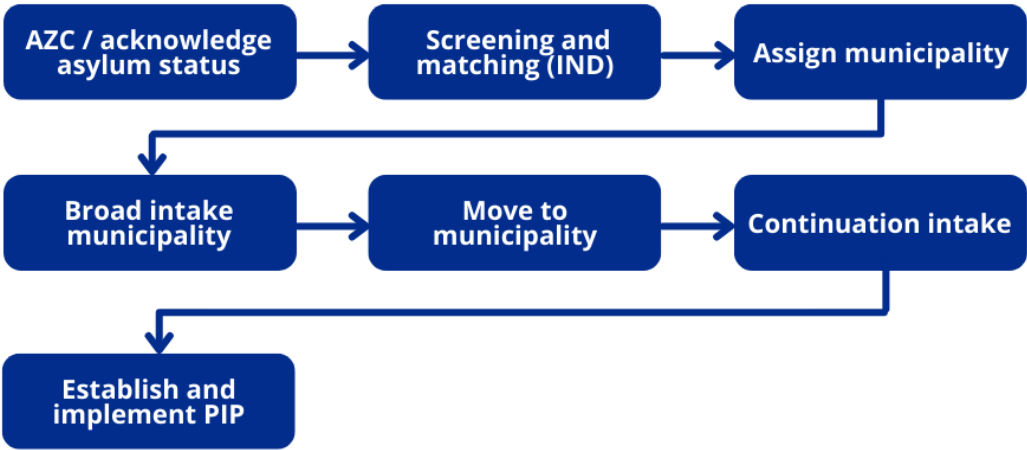 AZC / acknowledge
asylum status
Screening and
matching (IND)
Assign municipality
Broad intake
municipality
Move to
municipality
Continuation intake
Establish and
implement PIP